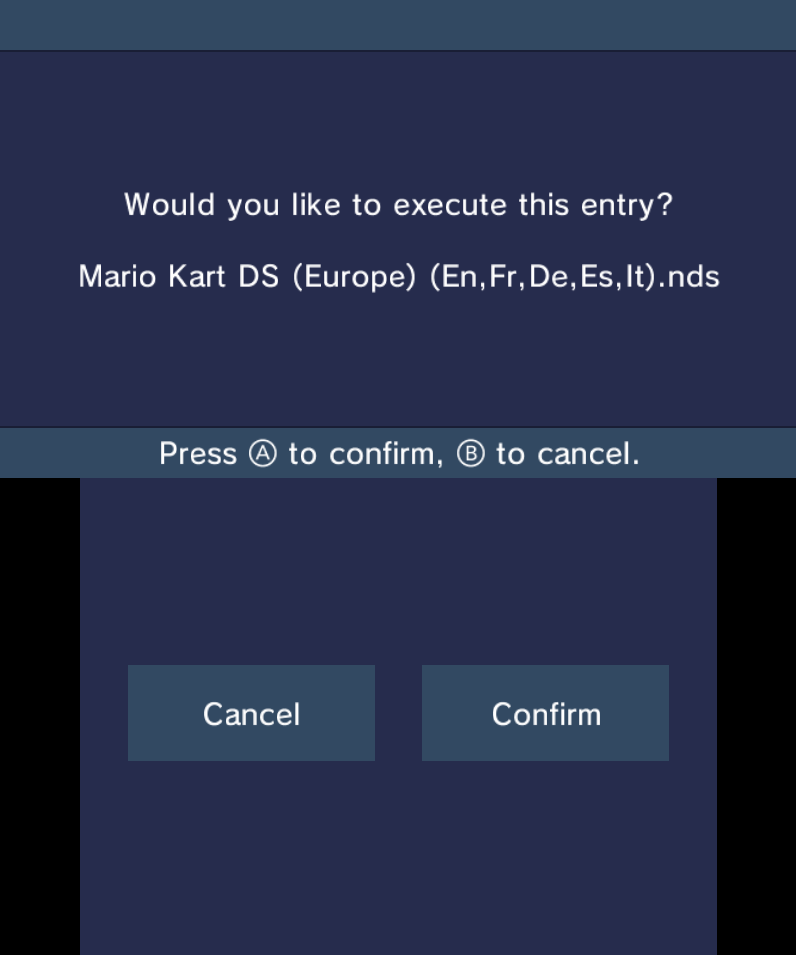 Would you like to execute this entry?
Mario Kart DS (Europe) (En,Fr,De,Es,It).nds
Press Ⓐ to confirm, Ⓑ to cancel.
Cancel
Confirm